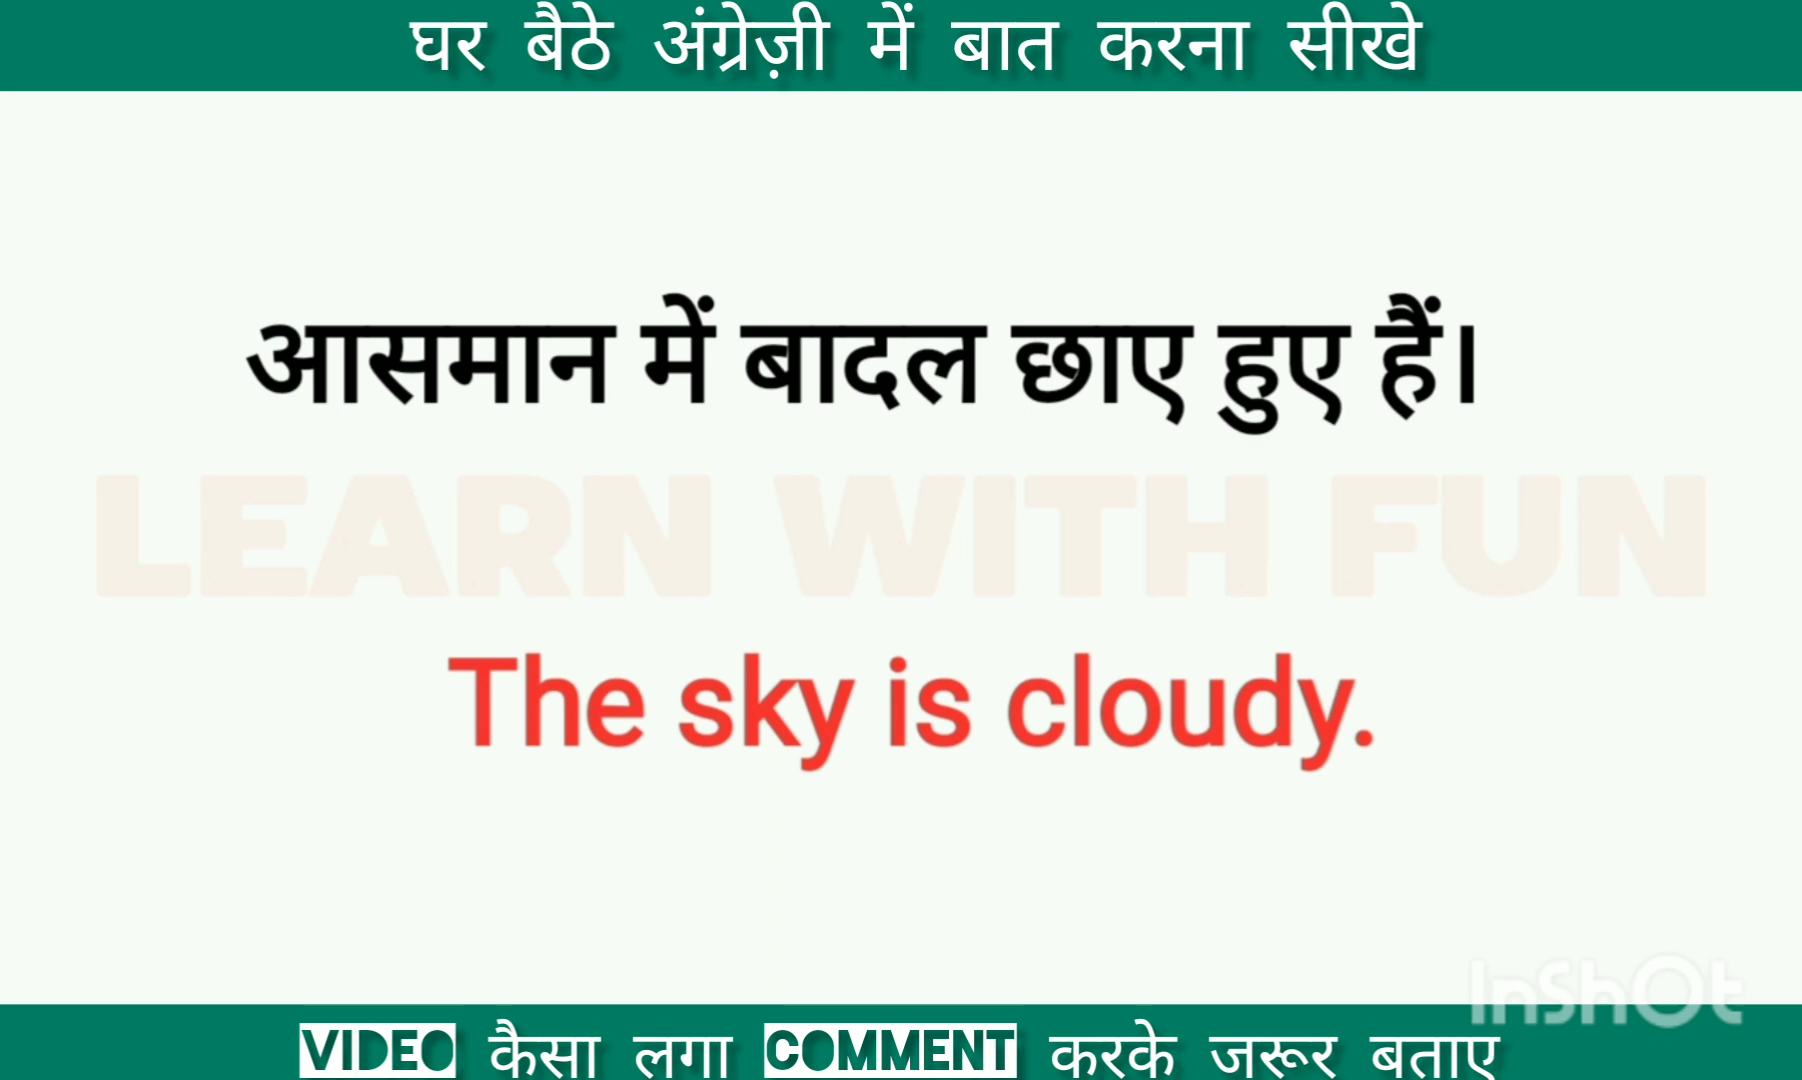 घर बैठे अंग्रेज़ी में बात करना सीखे
आसमान में बादल छाए हुए हैं।
LEARN WITH FUN
The sky is cloudy.
InShOt
VIDEO कैसा लगा COMMENT करके जरूर बताए